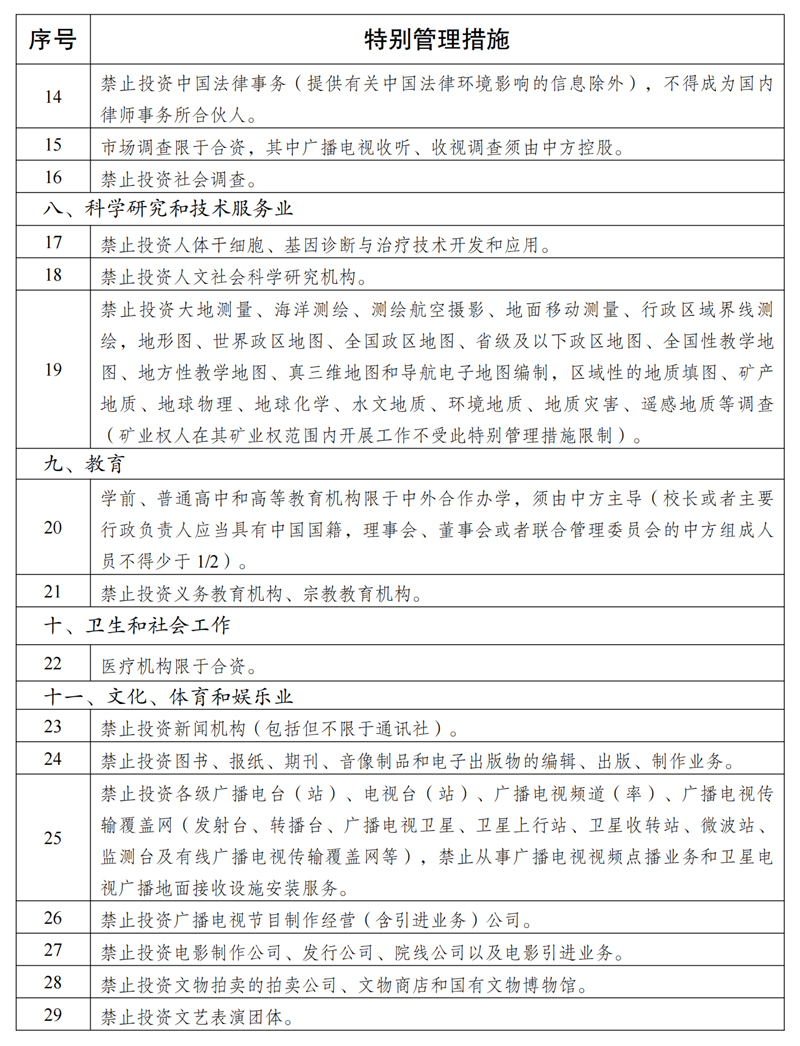 序号 特别管理措施
14 禁止投资中国法律事务（提供有关中国法律环境影响的信息除外），不得成为国内
律师事务所合伙人。
15 市场调查限于合资，其中广播电视收听、收视调查须由中方控股。
16 禁止投资社会调查。
八、科学研究和技术服务业
17 禁止投资人体干细胞、基因诊断与治疗技术开发和应用。
18 禁止投资人文社会科学研究机构。
19 禁止投资大地测量、海洋测绘、测绘航空摄影、地面移动测量、行政区域界线测
绘，地形图、世界政区地图、全国政区地图、省级及以下政区地图、全国性教学地
图、地方性教学地图、真三维地图和导航电子地图编制，区域性的地质填图、矿产
地质、地球物理、地球化学、水文地质、环境地质、地质灾害、遥感地质等调查
（矿业权人在其矿业权范围内开展工作不受此特别管理措施限制）。
九、教育
20 学前、普通高中和高等教育机构限于中外合作办学，须由中方主导（校长或者主要
行政负责人应当具有中国国籍，理事会、董事会或者联合管理委员会的中方组成人
员不得少于 1/2）。
21 禁止投资义务教育机构、宗教教育机构。
十、卫生和社会工作
22 医疗机构限于合资。
十一、文化、体育和娱乐业
23 禁止投资新闻机构（包括但不限于通讯社）。
24 禁止投资图书、报纸、期刊、音像制品和电子出版物的编辑、出版、制作业务。
25 禁止投资各级广播电台（站）、电视台（站）、广播电视频道（率）、广播电视传
输覆盖网（发射台、转播台、广播电视卫星、卫星上行站、卫星收转站、微波站、
监测台及有线广播电视传输覆盖网等），禁止从事广播电视视频点播业务和卫星电
视广播地面接收设施安装服务。
26 禁止投资广播电视节目制作经营（含引进业务）公司。
27 禁止投资电影制作公司、发行公司、院线公司以及电影引进业务。
28 禁止投资文物拍卖的拍卖公司、文物商店和国有文物博物馆。
29 禁止投资文艺表演团体。